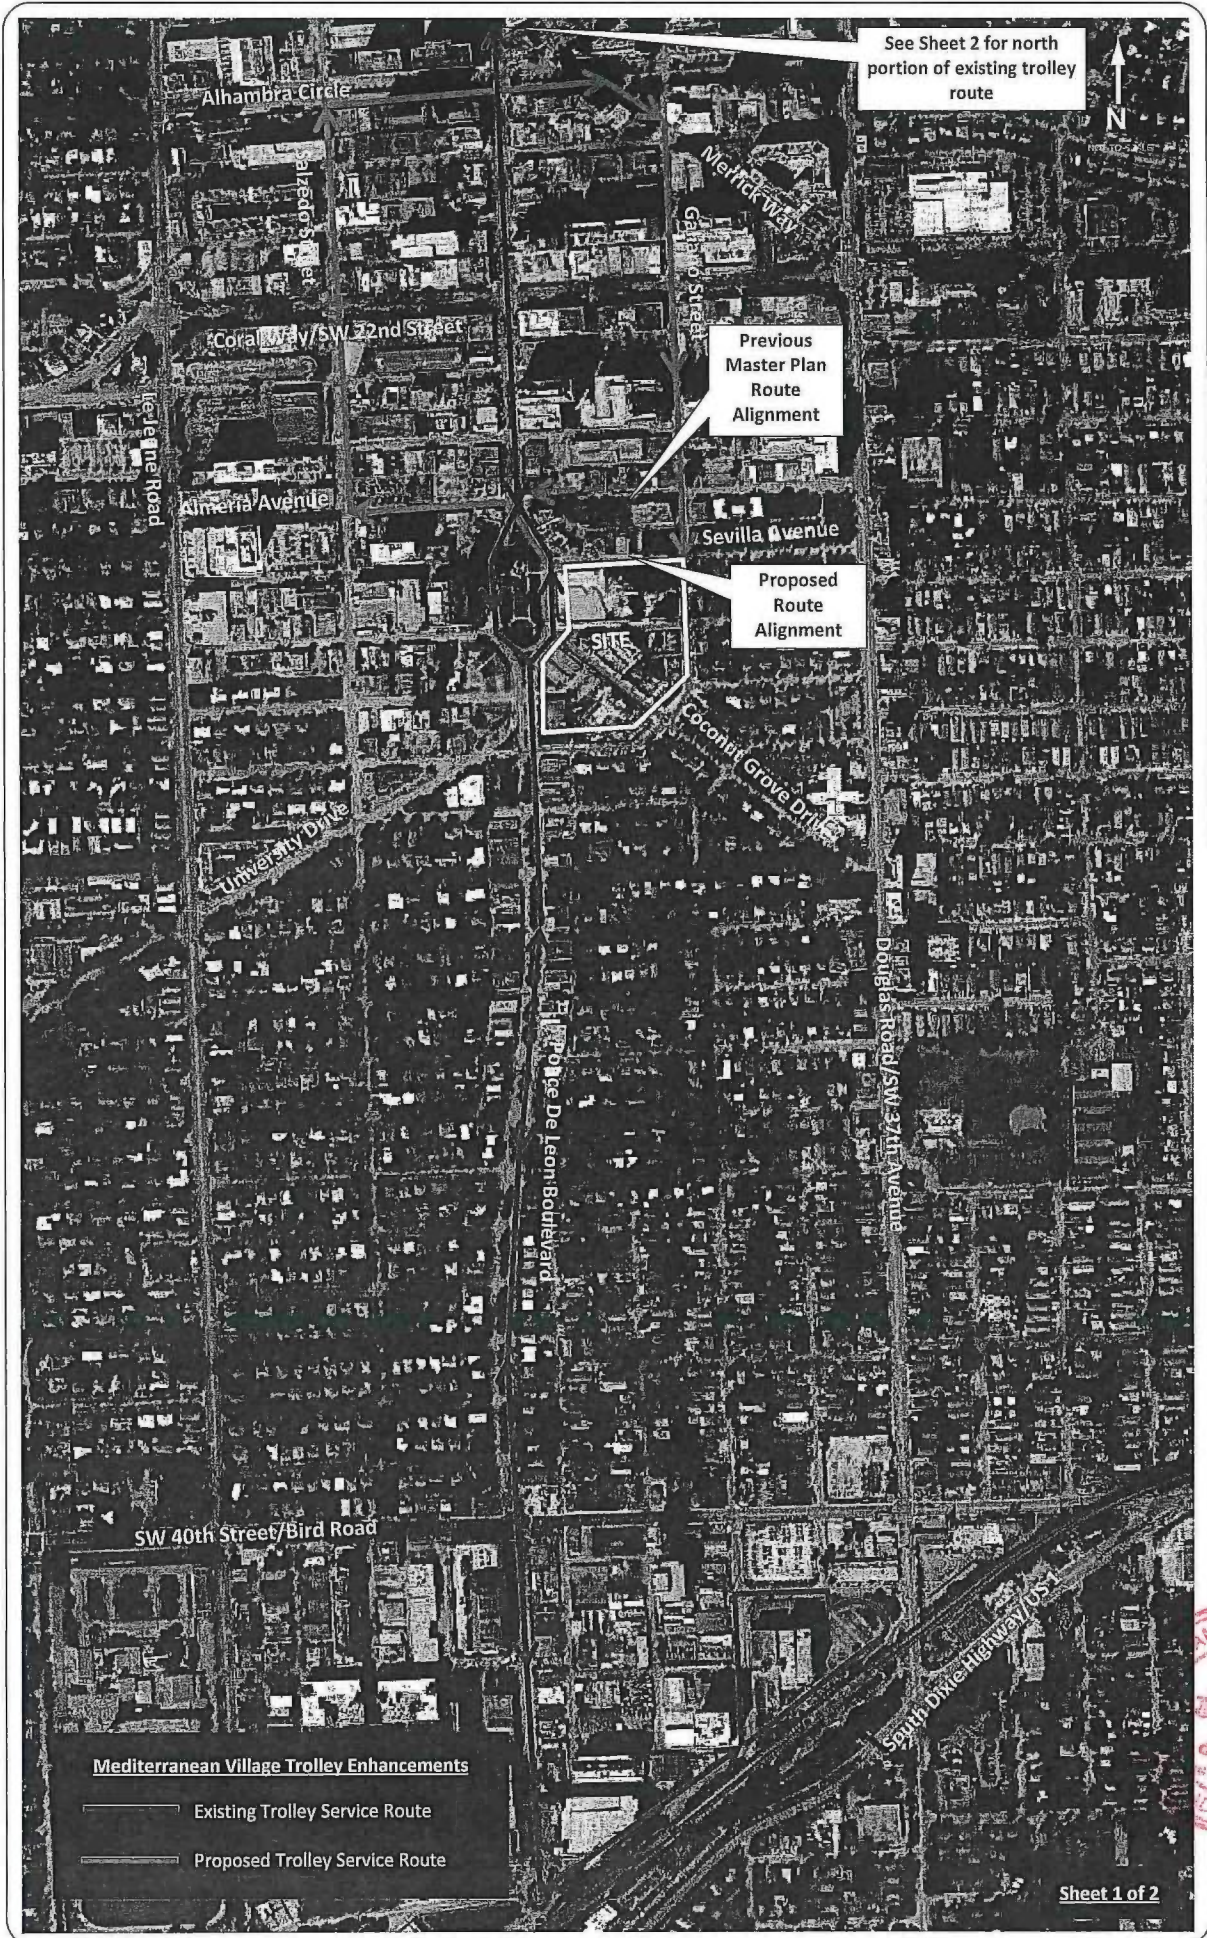 See Sheet 2 for north
portion of existing trolley
route
N
NOT TO SCALE
Alhambra Circle
Salzedo Street
Merrick Way
Galiano Street
Coral Way/SW 22nd Street
Previous
Master Plan
Route
Alignment
LeJeune Road
Almeria Avenue
Sevilla Avenue
Proposed
Route
Alignment
SITE
Coconut Grove Drive
University Drive
Douglas Road/SW 37th Avenue
Ponce De Leon Boulevard
SW 40th Street/Bird Road
South Dixie Highway/US 1
Mediterranean Village Trolley Enhancements
Existing Trolley Service Route
Proposed Trolley Service Route
Sheet 1 of 2